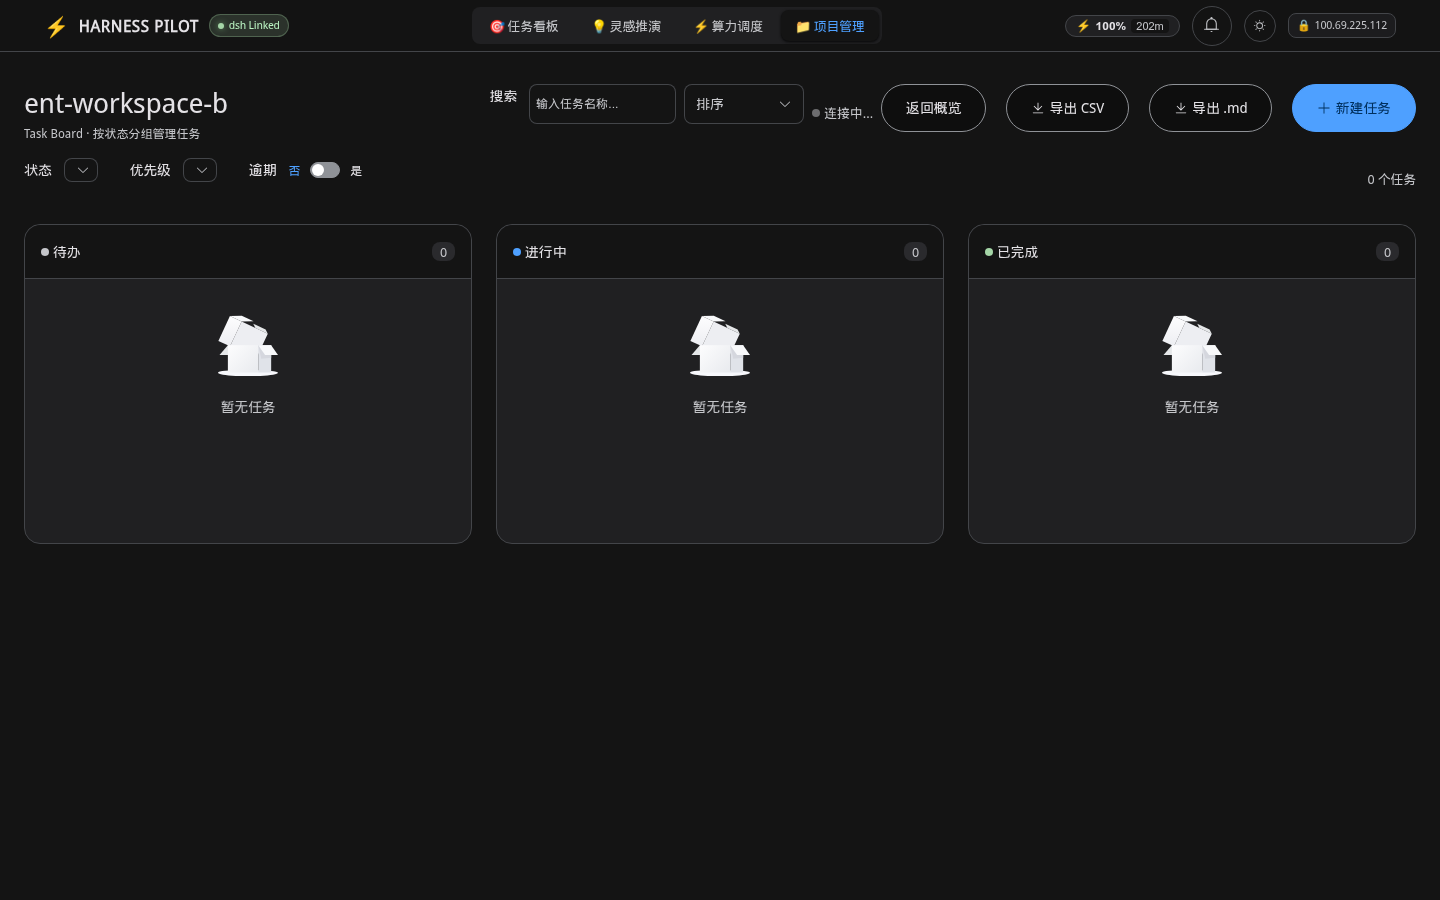 ⚡ HARNESS PILOT dsh Linked 🎯 任务看板 💡 灵感推演 ⚡ 算力调度 📁 项目管理 ⚡ 100% 202m 🔒 100.69.225.112
ent-workspace-b
Task Board · 按状态分组管理任务
搜索 输入任务名称... 排序 连接中... 返回概览 导出 CSV 导出 .md + 新建任务
状态 优先级 逾期 否 是
0 个任务
待办 0
暂无任务
进行中 0
暂无任务
已完成 0
暂无任务